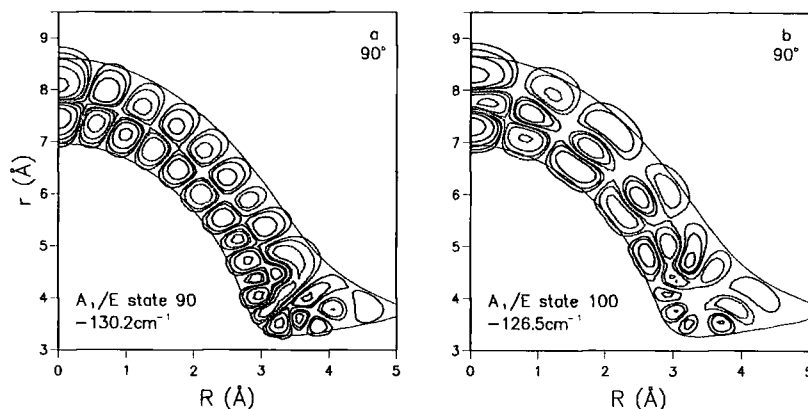 a
90°
r (Å)
9
8
7
6
5
4
3
A₁/E state 90
−130.2cm⁻¹
0 1 2 3 4 5
R (Å)
b
90°
9
8
7
6
5
4
3
A₁/E state 100
−126.5cm⁻¹
0 1 2 3 4 5
R (Å)